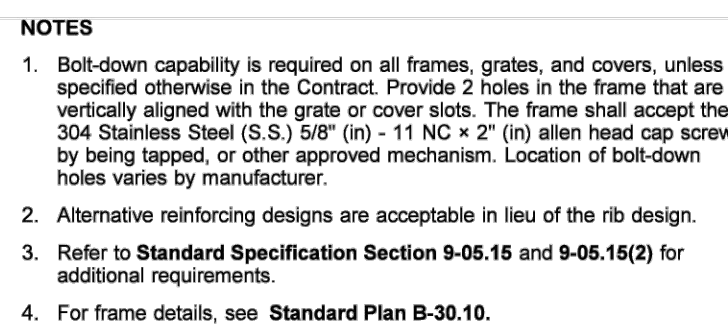 NOTES
1. Bolt-down capability is required on all frames, grates, and covers, unless
specified otherwise in the Contract. Provide 2 holes in the frame that are
vertically aligned with the grate or cover slots. The frame shall accept the
304 Stainless Steel (S.S.) 5/8" (in) - 11 NC × 2" (in) allen head cap screw
by being tapped, or other approved mechanism. Location of bolt-down
holes varies by manufacturer.
2. Alternative reinforcing designs are acceptable in lieu of the rib design.
3. Refer to Standard Specification Section 9-05.15 and 9-05.15(2) for
additional requirements.
4. For frame details, see Standard Plan B-30.10.